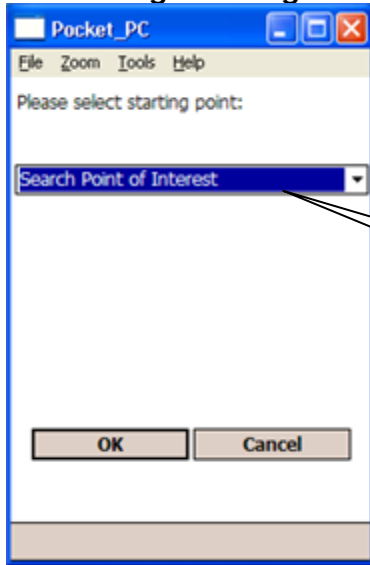 Pocket_PC
File Zoom Tools Help
Please select starting point:
Search Point of Interest
OK Cancel